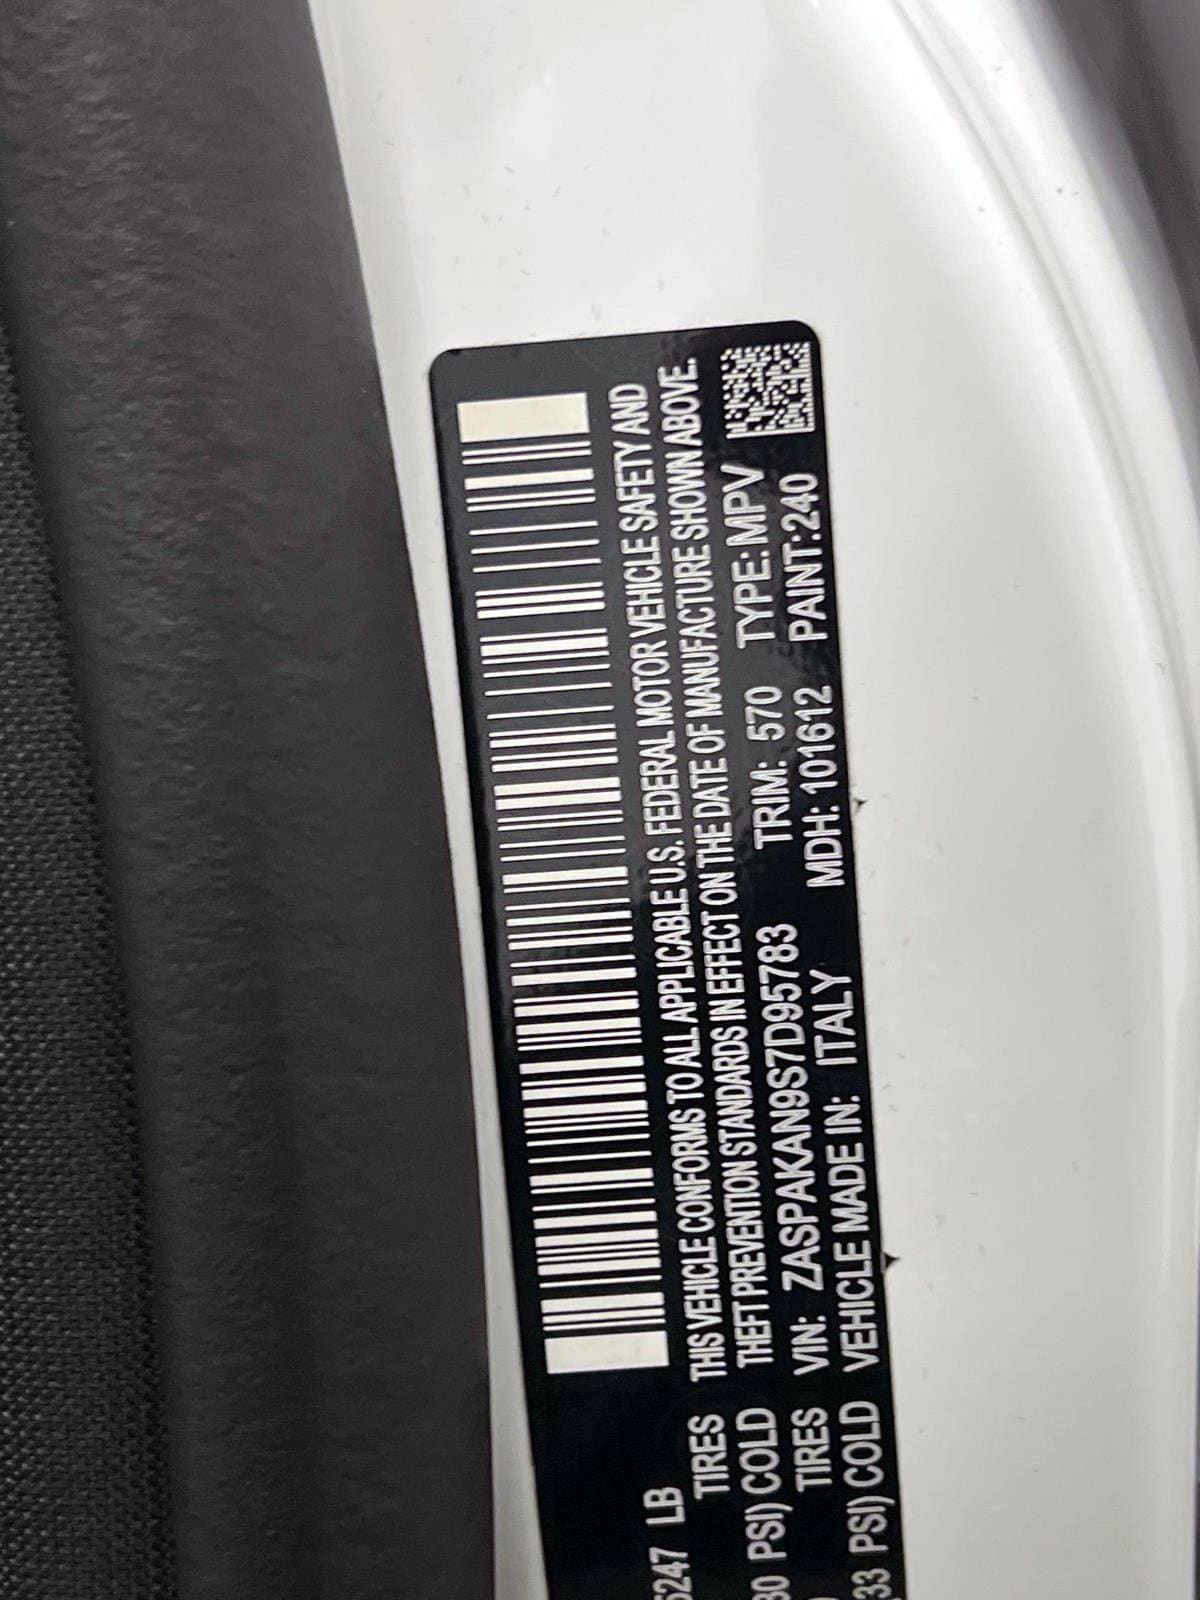 THIS VEHICLE CONFORMS TO ALL APPLICABLE U.S. FEDERAL MOTOR VEHICLE SAFETY AND
THEFT PREVENTION STANDARDS IN EFFECT ON THE DATE OF MANUFACTURE SHOWN ABOVE.
VIN: ZASPAKAN9S7D95783 TRIM: 570 TYPE: MPV
VEHICLE MADE IN: ITALY MDH: 101612 PAINT:240
6247 LB
TIRES
PSI) COLD
TIRES
33 PSI) COLD